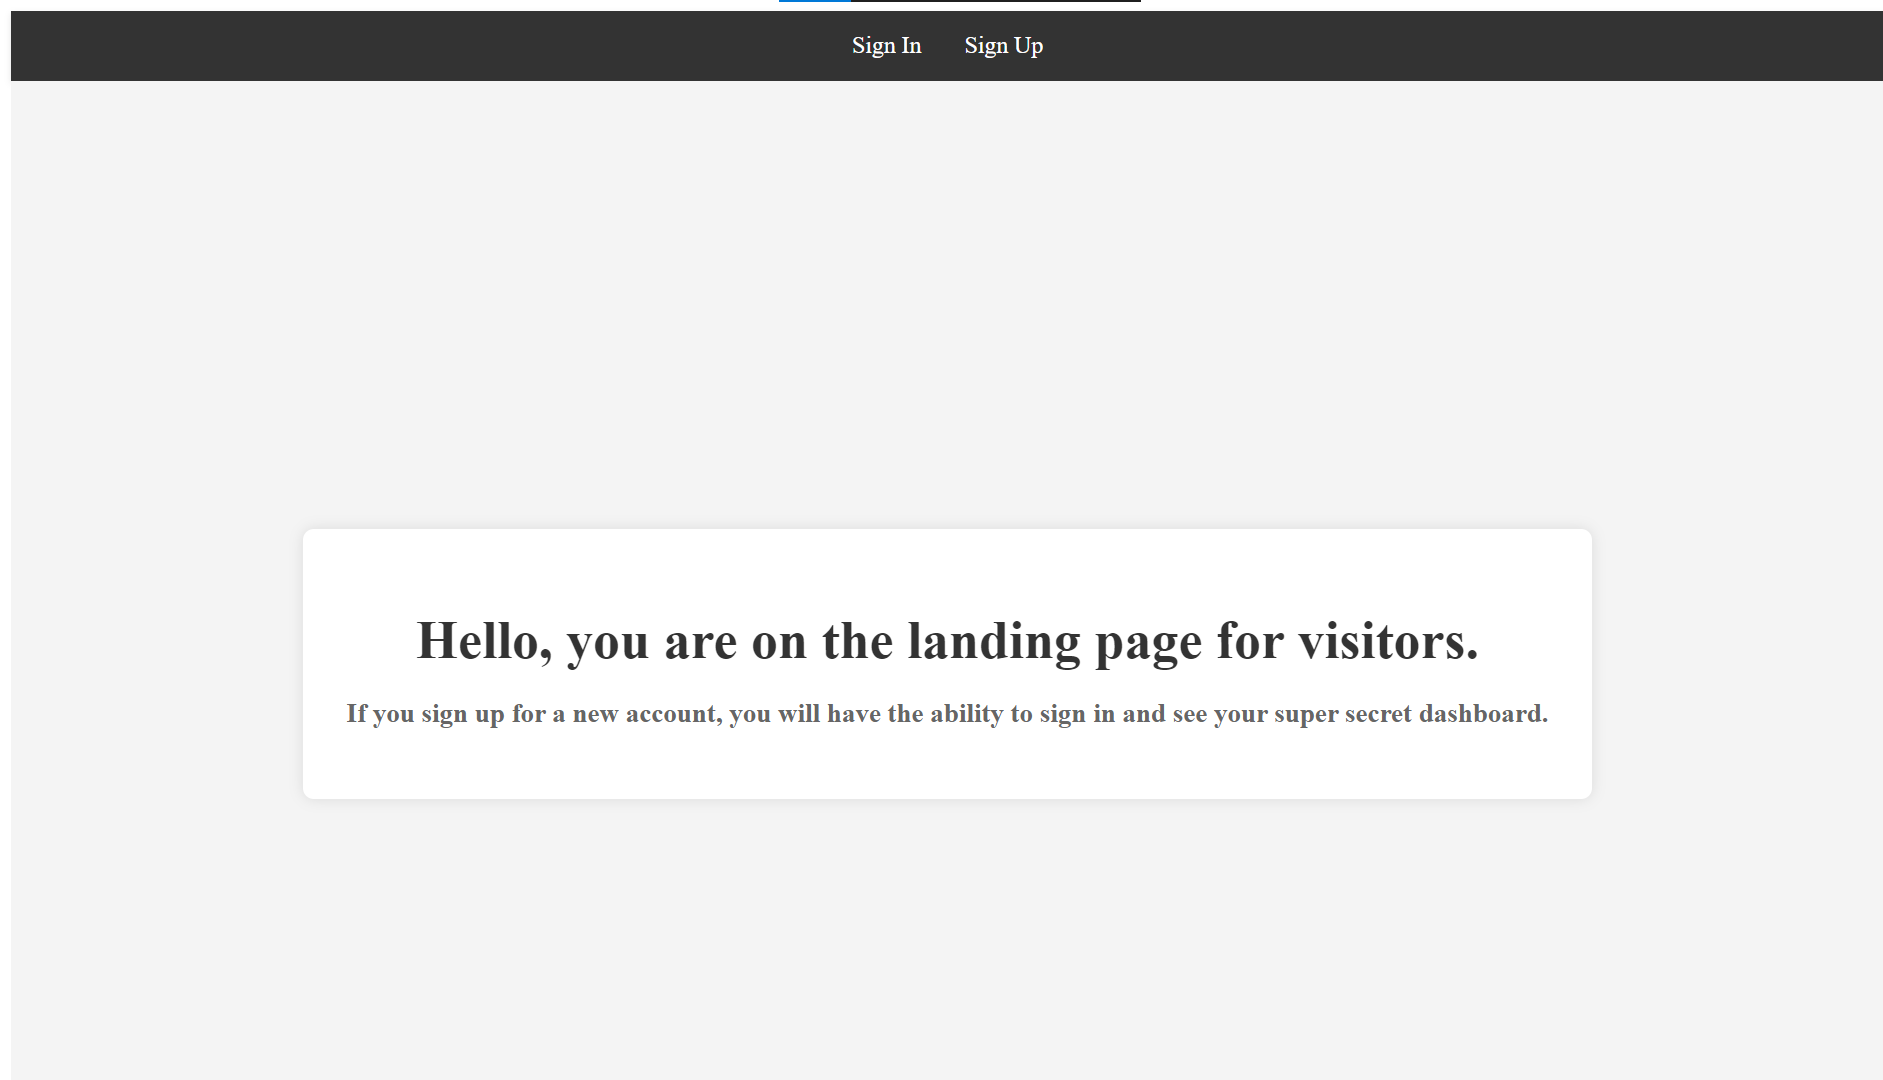 Sign In Sign Up
Hello, you are on the landing page for visitors.
If you sign up for a new account, you will have the ability to sign in and see your super secret dashboard.